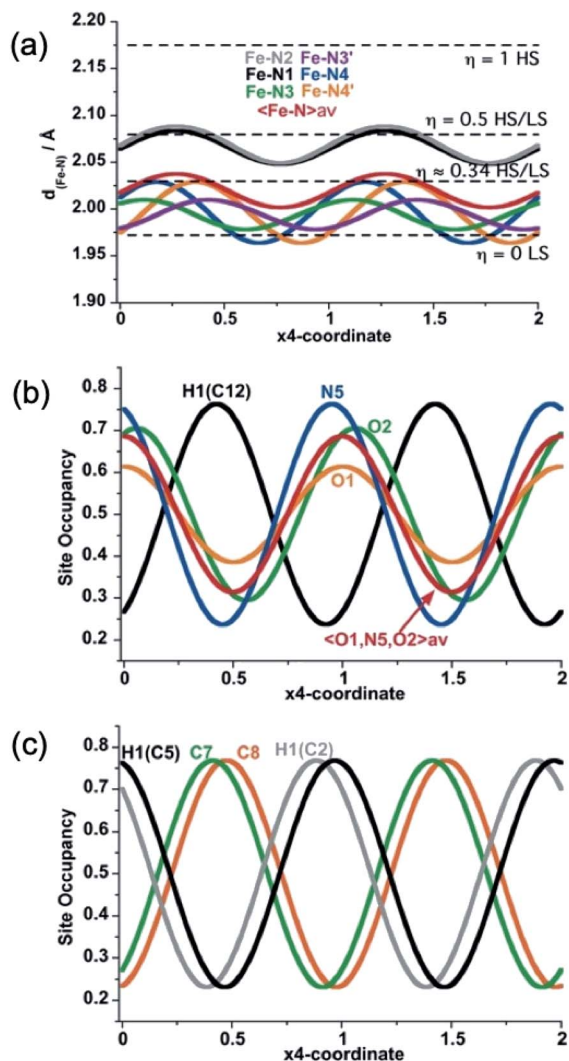 (a)
d(Fe-N) / Å
2.20
2.15
2.10
2.05
2.00
1.95
1.90
Fe-N2 Fe-N3'
Fe-N1 Fe-N4
Fe-N3 Fe-N4'
<Fe-N>av
η = 1 HS
η = 0.5 HS/LS
η ≈ 0.34 HS/LS
η = 0 LS
0 0.5 1 1.5 2
x4-coordinate
(b)
Site Occupancy
0.8
0.7
0.6
0.5
0.4
0.3
0.2
H1(C12) N5
O2
O1
<O1,N5,O2>av
0 0.5 1 1.5 2
x4-coordinate
(c)
Site Occupancy
0.8
0.7
0.6
0.5
0.4
0.3
0.2
H1(C5) C7 C8 H1(C2)
0 0.5 1 1.5 2
x4-coordinate